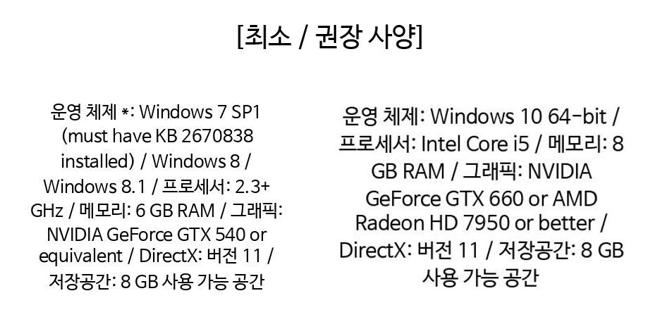 [최소 / 권장 사양]
운영 체제 *: Windows 7 SP1
(must have KB 2670838
installed) / Windows 8 /
Windows 8.1 / 프로세서: 2.3+
GHz / 메모리: 6 GB RAM / 그래픽:
NVIDIA GeForce GTX 540 or
equivalent / DirectX: 버전 11 /
저장공간: 8 GB 사용 가능 공간
운영 체제: Windows 10 64-bit /
프로세서: Intel Core i5 / 메모리: 8
GB RAM / 그래픽: NVIDIA
GeForce GTX 660 or AMD
Radeon HD 7950 or better /
DirectX: 버전 11 / 저장공간: 8 GB
사용 가능 공간